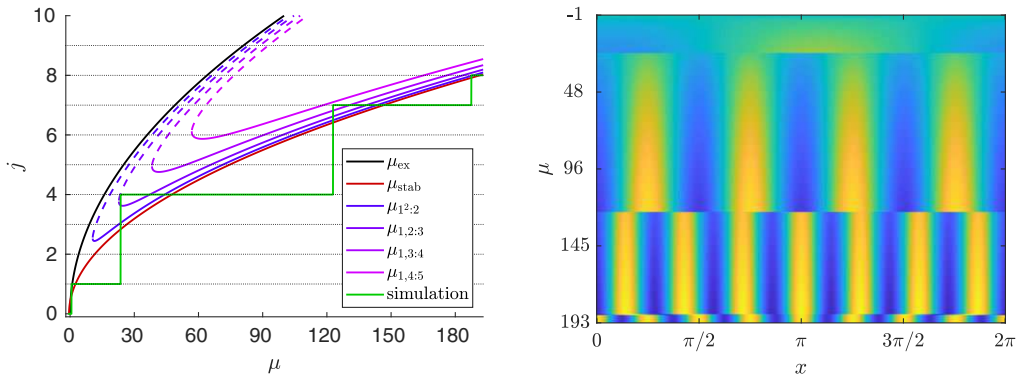 10
8
6
4
2
0
j
0
30
60
90
120
150
180
μ
μ_ex
μ_stab
μ_{1²:2}
μ_{1,2:3}
μ_{1,3:4}
μ_{1,4:5}
simulation
-1
48
96
145
193
μ
0
π/2
π
3π/2
2π
x